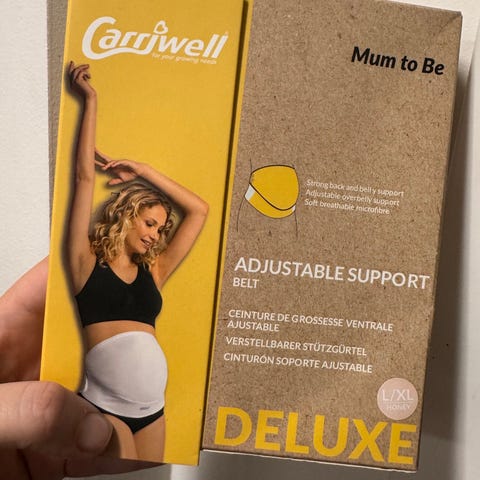 Carriwell
for your growing needs
Mum to Be
Strong back and belly support
Adjustable overbelly support
Soft breathable microfibre
ADJUSTABLE SUPPORT
BELT
CEINTURE DE GROSSESSE VENTRALE
AJUSTABLE
VERSTELLBARER STÜTZGÜRTEL
CINTURÓN SOPORTE AJUSTABLE
L/XL
HONEY
DELUXE